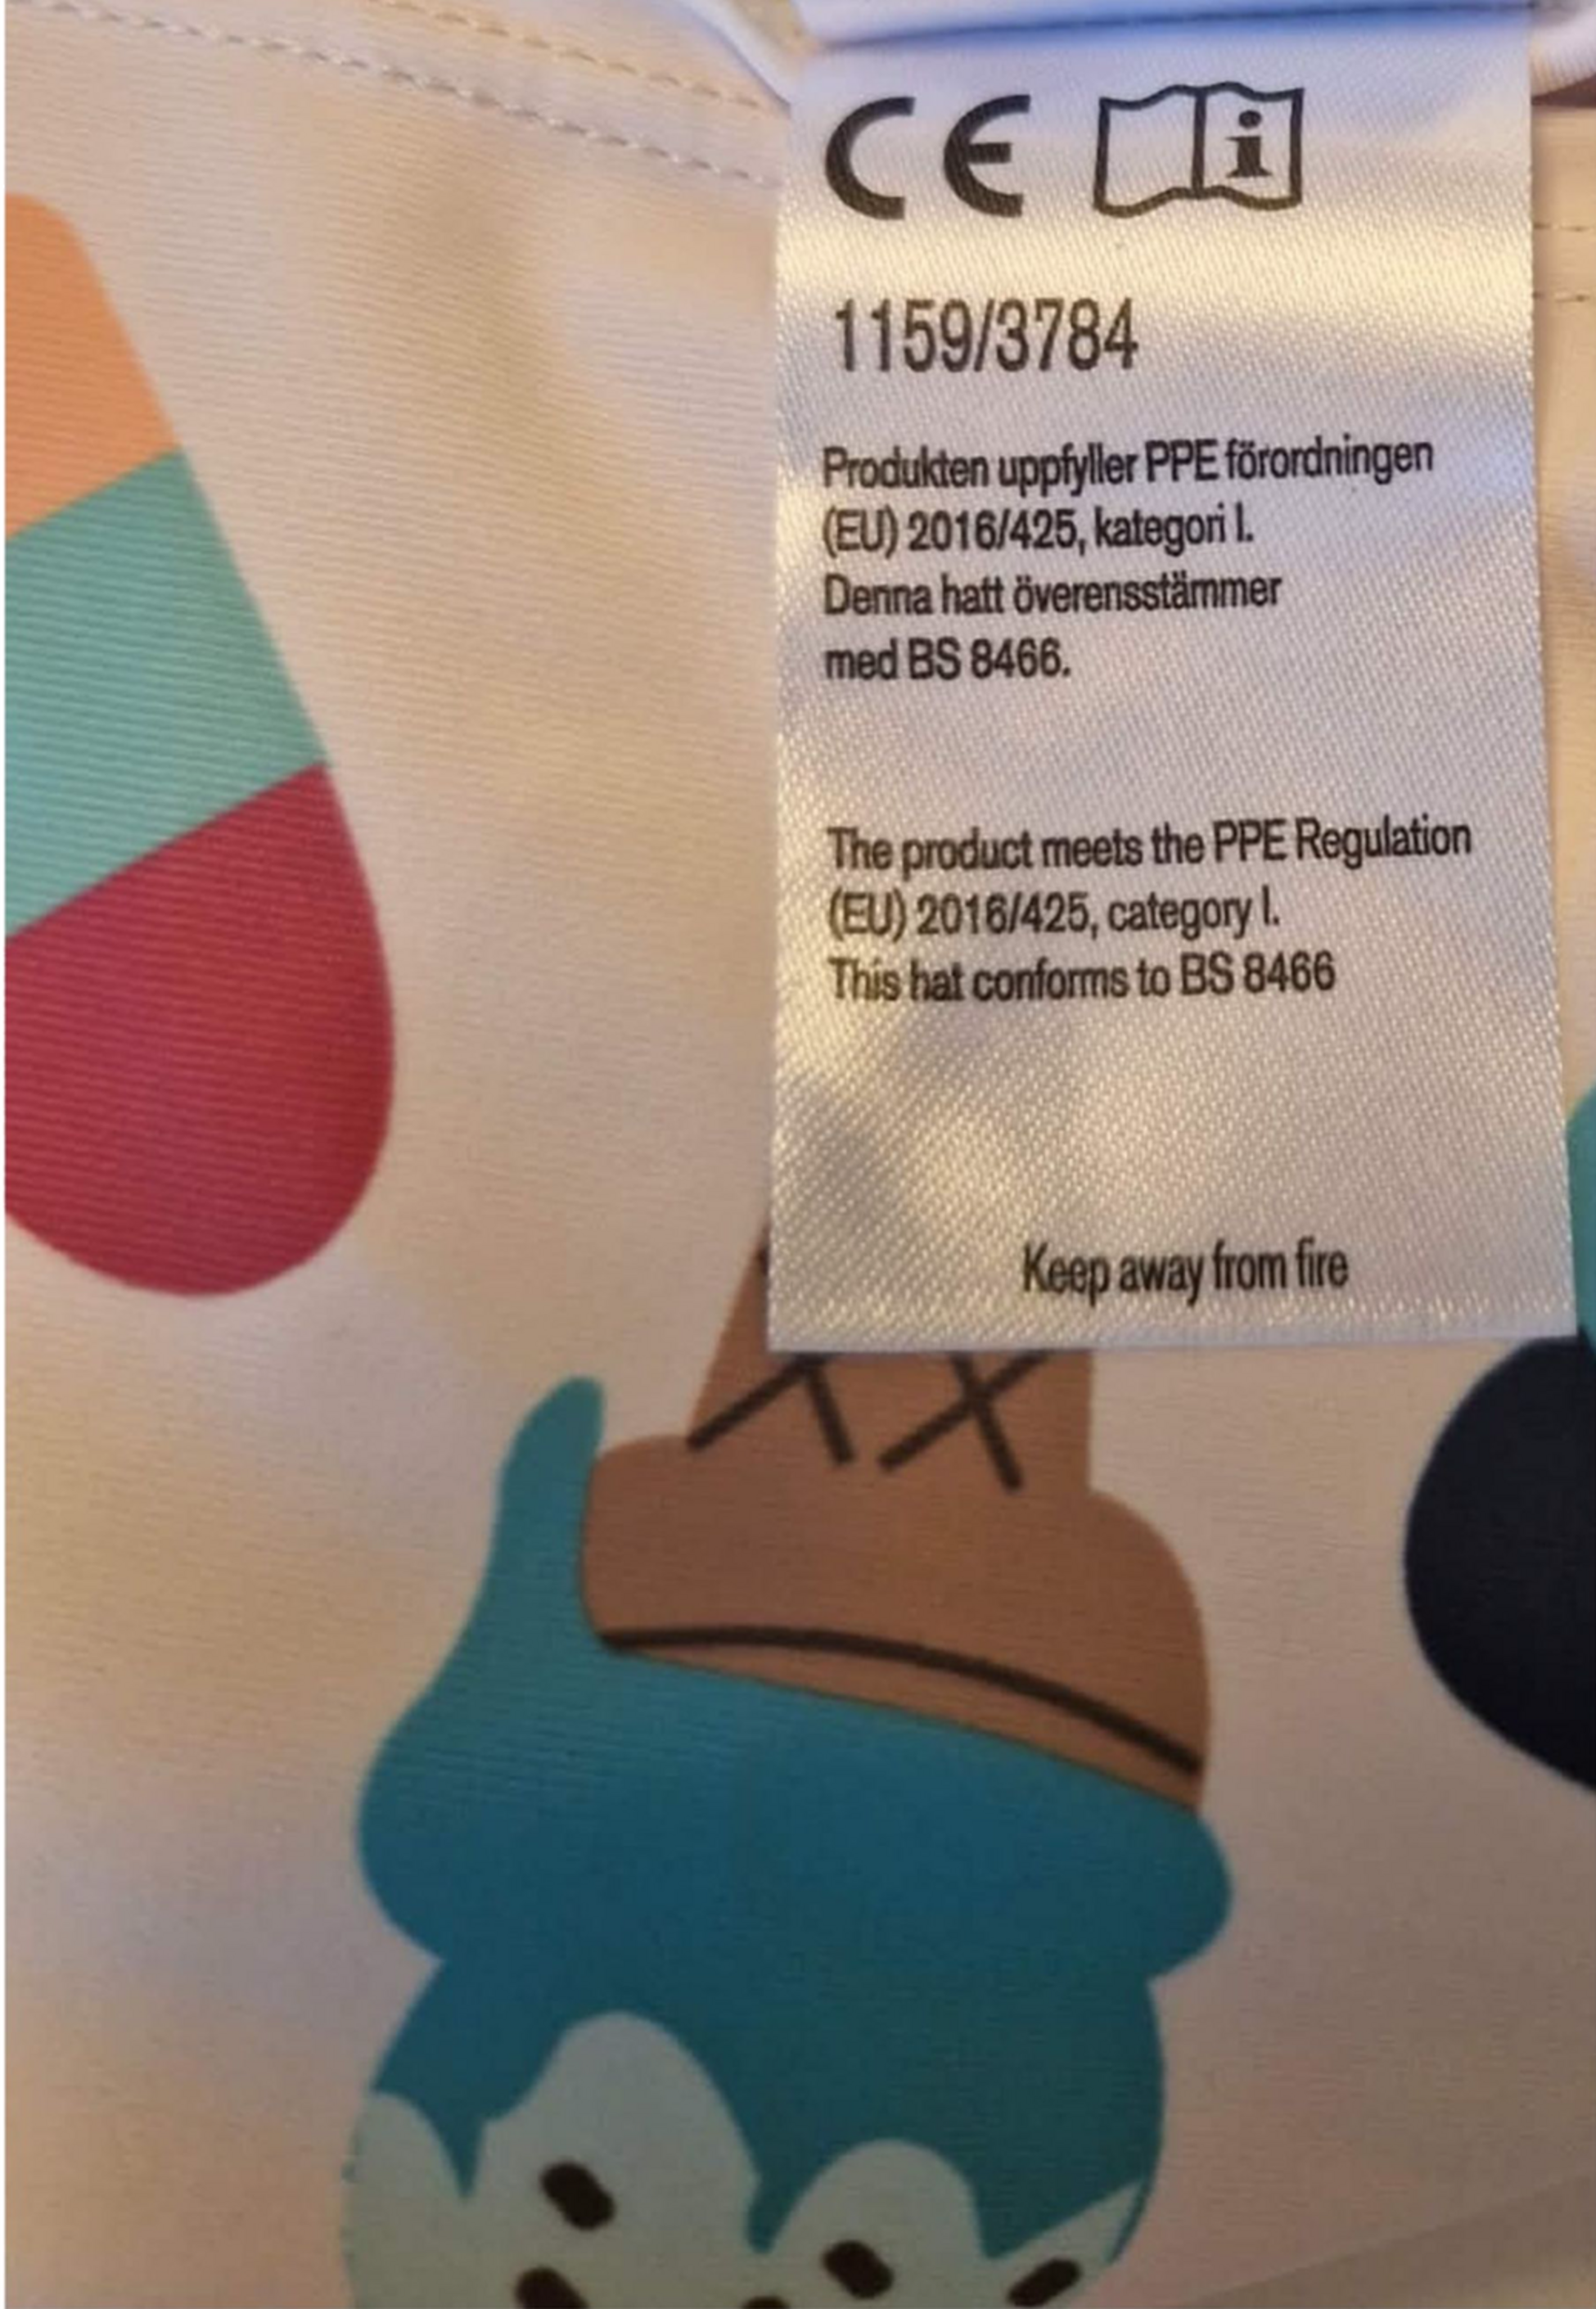 CE i
1159/3784
Produkten uppfyller PPE förordningen
(EU) 2016/425, kategori I.
Denna hatt överensstämmer
med BS 8466.
The product meets the PPE Regulation
(EU) 2016/425, category I.
This hat conforms to BS 8466
Keep away from fire